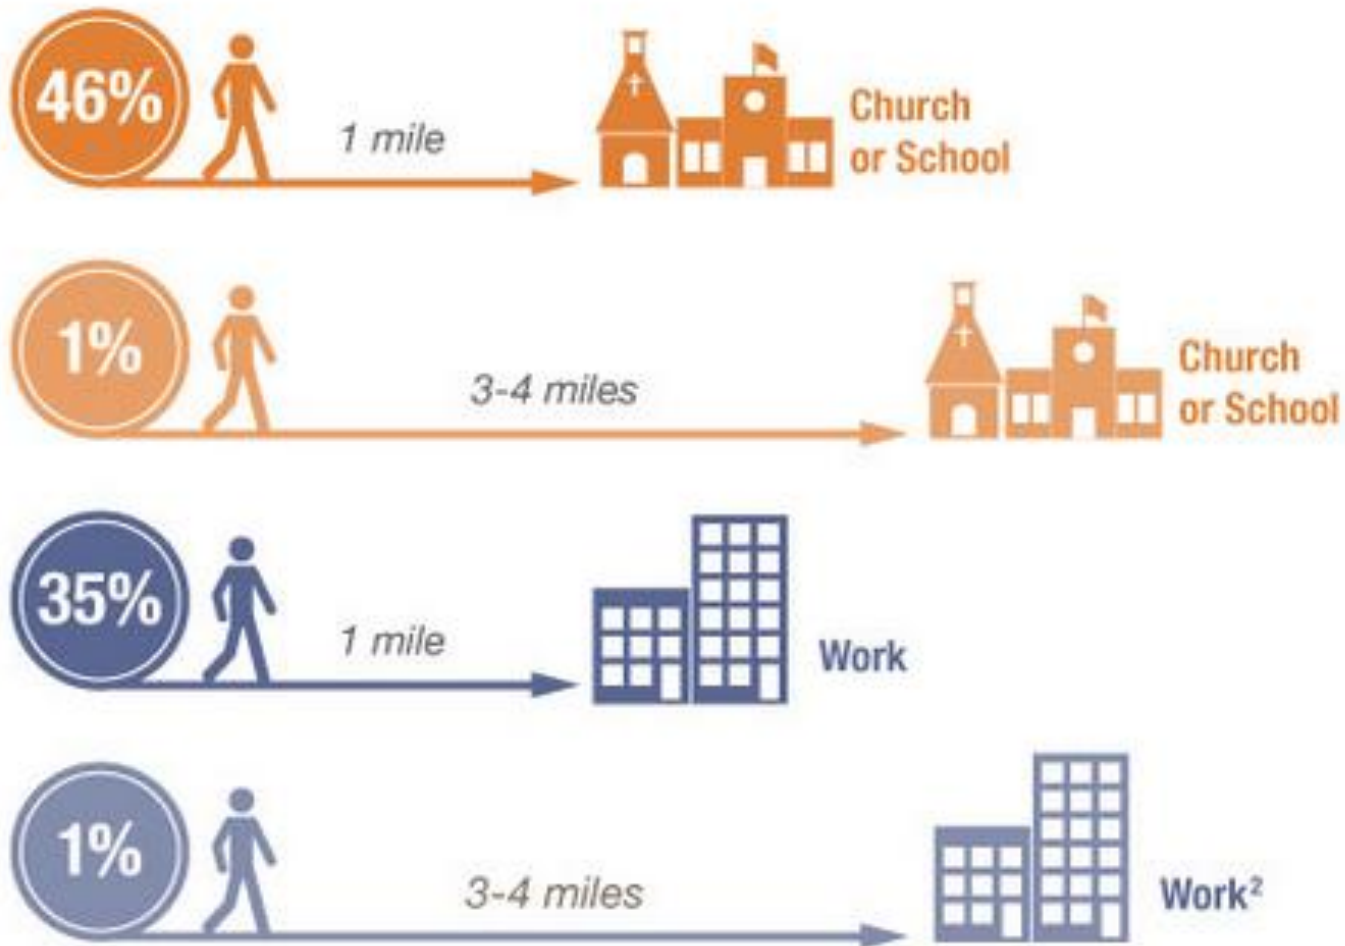 46%
1 mile
Church
or School
1%
3-4 miles
Church
or School
35%
1 mile
Work
1%
3-4 miles
Work²